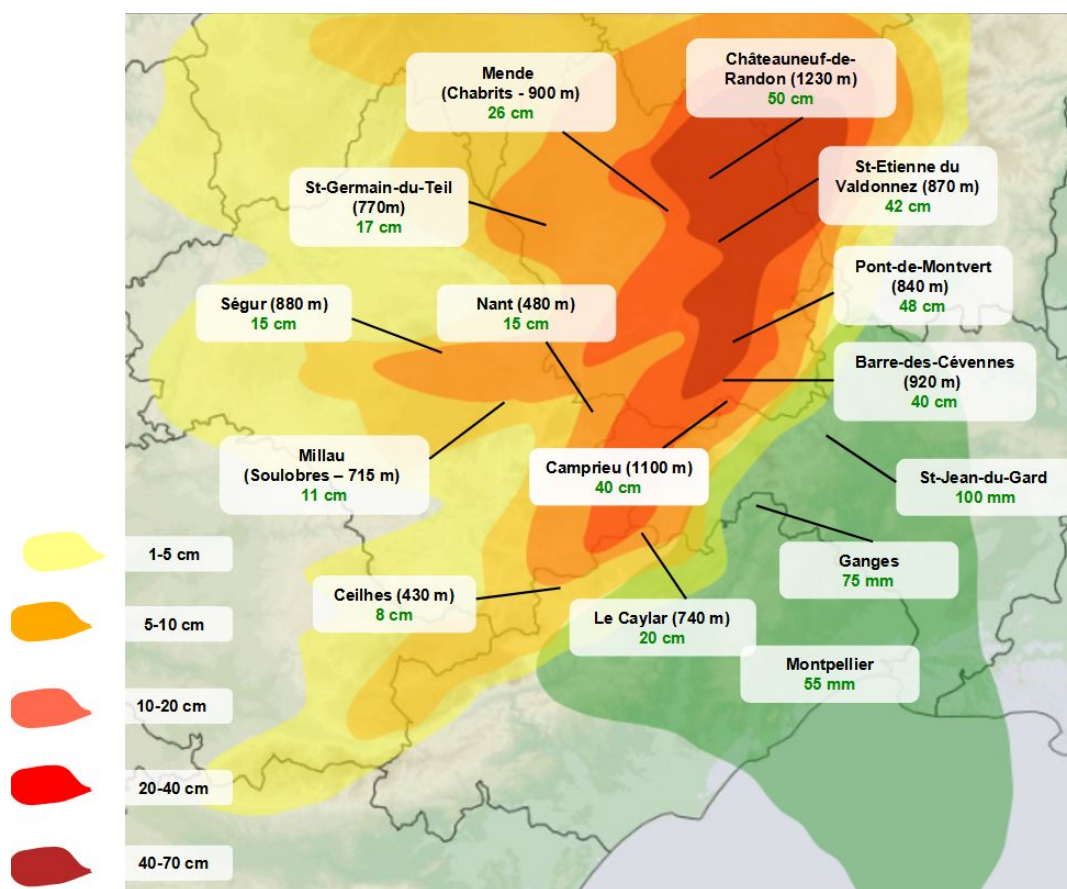 Châteauneuf-de-
Randon (1230 m)
50 cm
Mende
(Chabrits - 900 m)
26 cm
St-Etienne du
Valdonnez (870 m)
42 cm
St-Germain-du-Teil
(770m)
17 cm
Pont-de-Montvert
(840 m)
48 cm
Ségur (880 m)
15 cm
Nant (480 m)
15 cm
Barre-des-Cévennes
(920 m)
40 cm
Millau
(Soulobres – 715 m)
11 cm
Camprieu (1100 m)
40 cm
St-Jean-du-Gard
100 mm
Ganges
75 mm
Ceilhes (430 m)
8 cm
Le Caylar (740 m)
20 cm
Montpellier
55 mm
1-5 cm
5-10 cm
10-20 cm
20-40 cm
40-70 cm